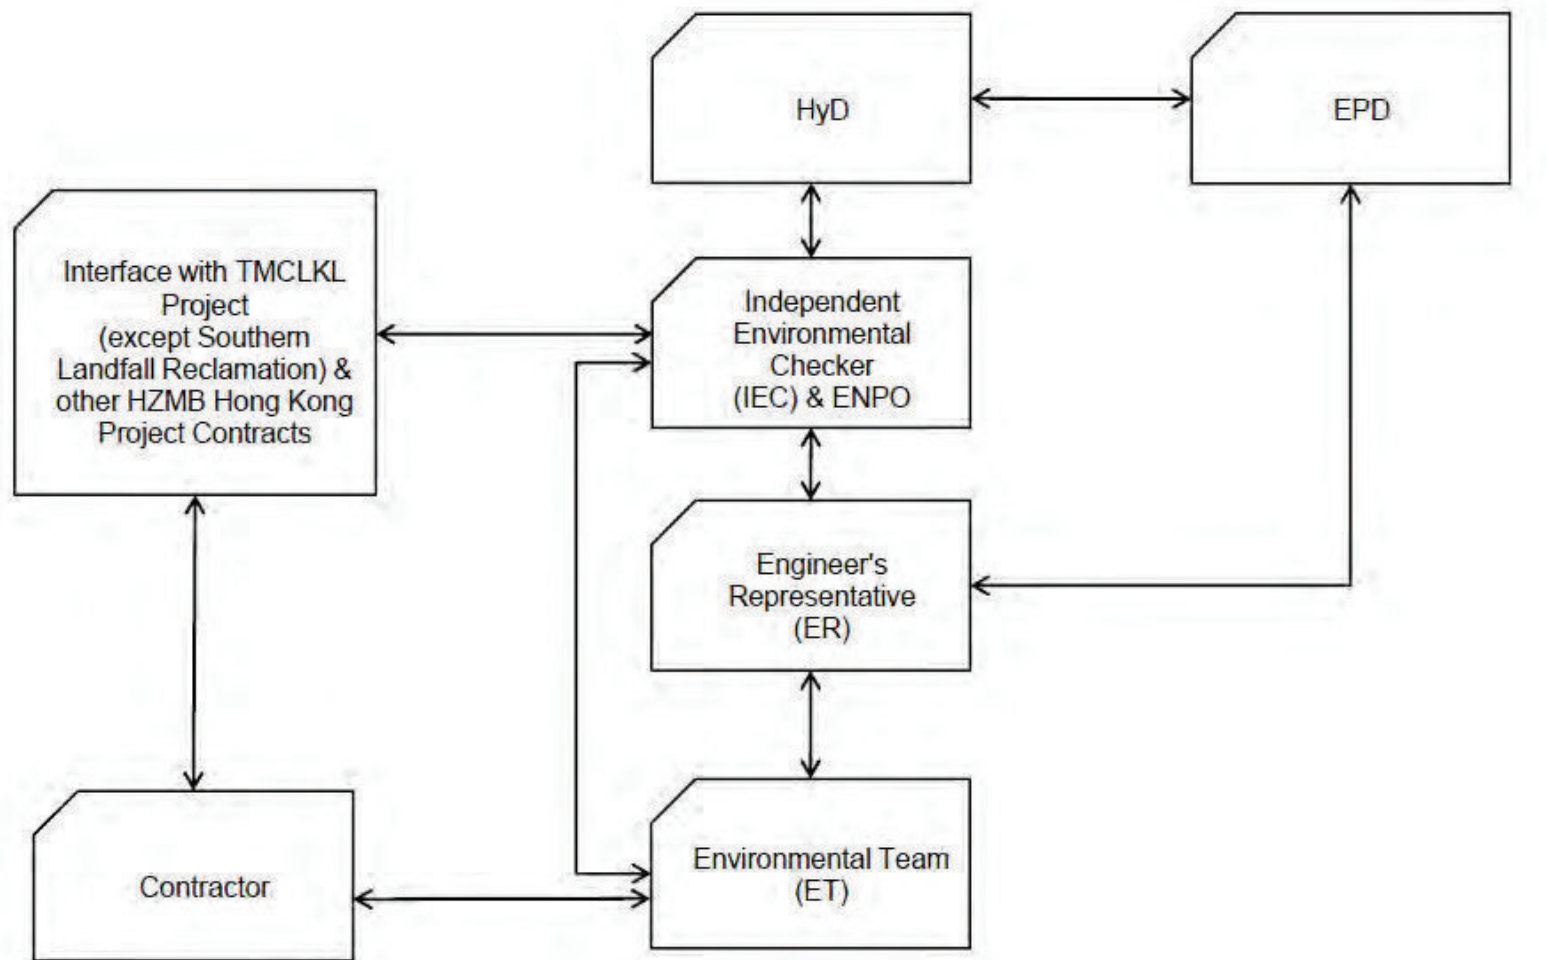 HyD
EPD
Interface with TMCLKL
Project
(except Southern
Landfall Reclamation) &
other HZMB Hong Kong
Project Contracts
Independent
Environmental
Checker
(IEC) & ENPO
Engineer's
Representative
(ER)
Contractor
Environmental Team
(ET)